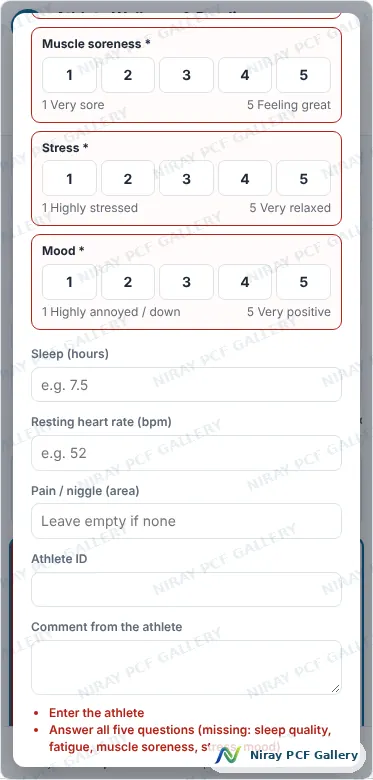 Muscle soreness *
1 2 3 4 5
1 Very sore 5 Feeling great
Stress *
1 2 3 4 5
1 Highly stressed 5 Very relaxed
Mood *
1 2 3 4 5
1 Highly annoyed / down 5 Very positive
Sleep (hours)
e.g. 7.5
Resting heart rate (bpm)
e.g. 52
Pain / niggle (area)
Leave empty if none
Athlete ID
Comment from the athlete
• Enter the athlete
• Answer all five questions (missing: sleep quality,
fatigue, muscle soreness, stress, mood)
Niray PCF Gallery
NIRAY PCF GALLERY